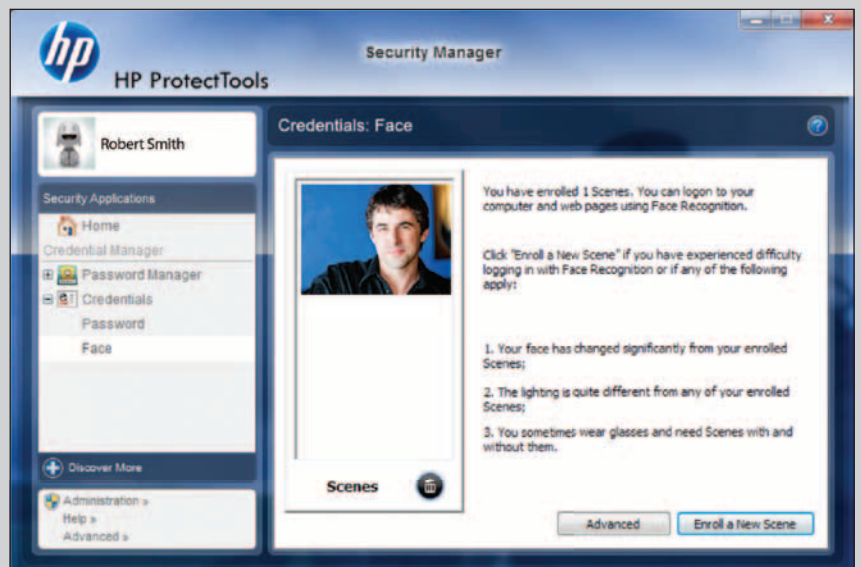 hp
HP ProtectTools
Security Manager
Robert Smith
Security Applications
Home
Credential Manager
Password Manager
Credentials
Password
Face
Discover More
Administration »
Help »
Advanced »
Credentials: Face
?
You have enrolled 1 Scenes. You can logon to your
computer and web pages using Face Recognition.
Click "Enroll a New Scene" if you have experienced difficulty
logging in with Face Recognition or if any of the following
apply:
1. Your face has changed significantly from your enrolled
Scenes;
2. The lighting is quite different from any of your enrolled
Scenes;
3. You sometimes wear glasses and need Scenes with and
without them.
Scenes
Advanced
Enroll a New Scene